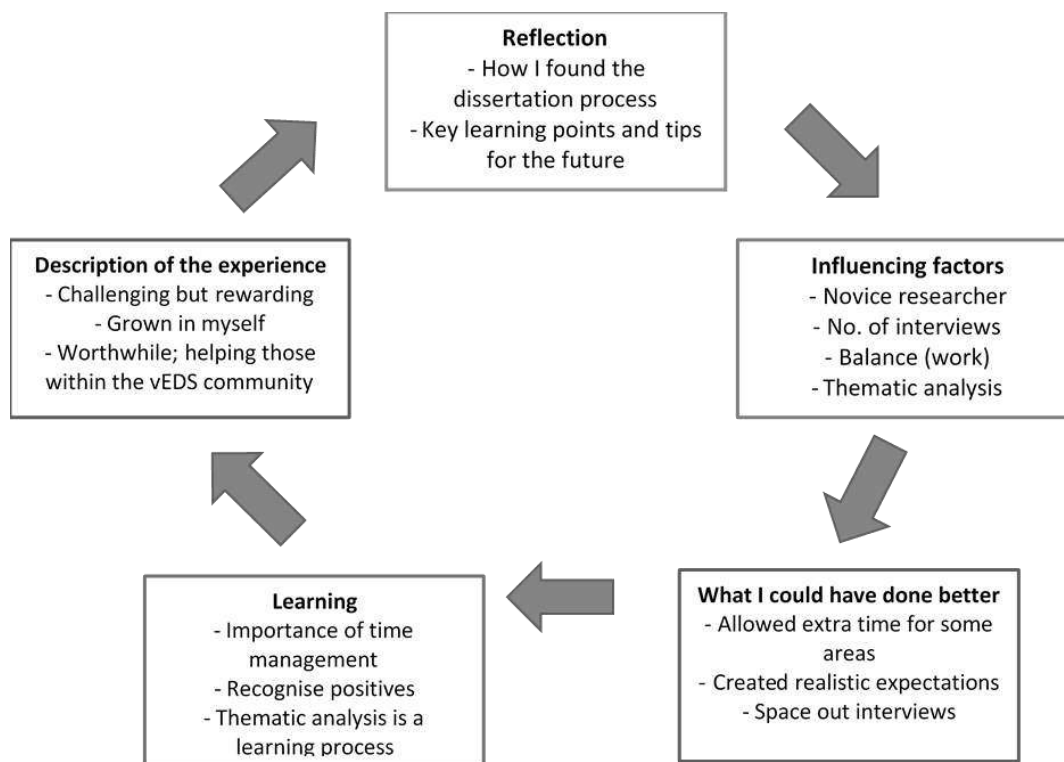 Reflection
- How I found the
dissertation process
- Key learning points and tips
for the future
Description of the experience
- Challenging but rewarding
- Grown in myself
- Worthwhile; helping those
within the vEDS community
Influencing factors
- Novice researcher
- No. of interviews
- Balance (work)
- Thematic analysis
Learning
- Importance of time
management
- Recognise positives
- Thematic analysis is a
learning process
What I could have done better
- Allowed extra time for some
areas
- Created realistic expectations
- Space out interviews